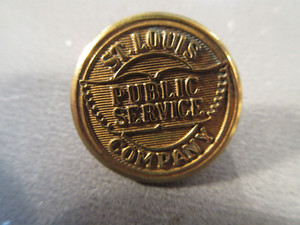 ST. LOUIS
PUBLIC
SERVICE
COMPANY